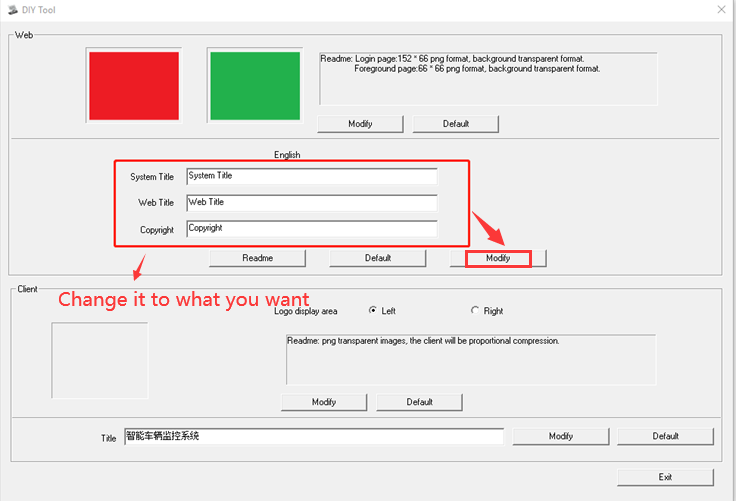 DIY Tool
Web
Readme: Login page:152 * 66 png format, background transparent format.
Foreground page:66 * 66 png format, background transparent format.
Modify Default
English
System Title System Title
Web Title Web Title
Copyright Copyright
Readme Default Modify
Change it to what you want
Client
Logo display area Left Right
Readme: png transparent images, the client will be proportional compression.
Modify Default
Title 智能车辆监控系统 Modify Default
Exit